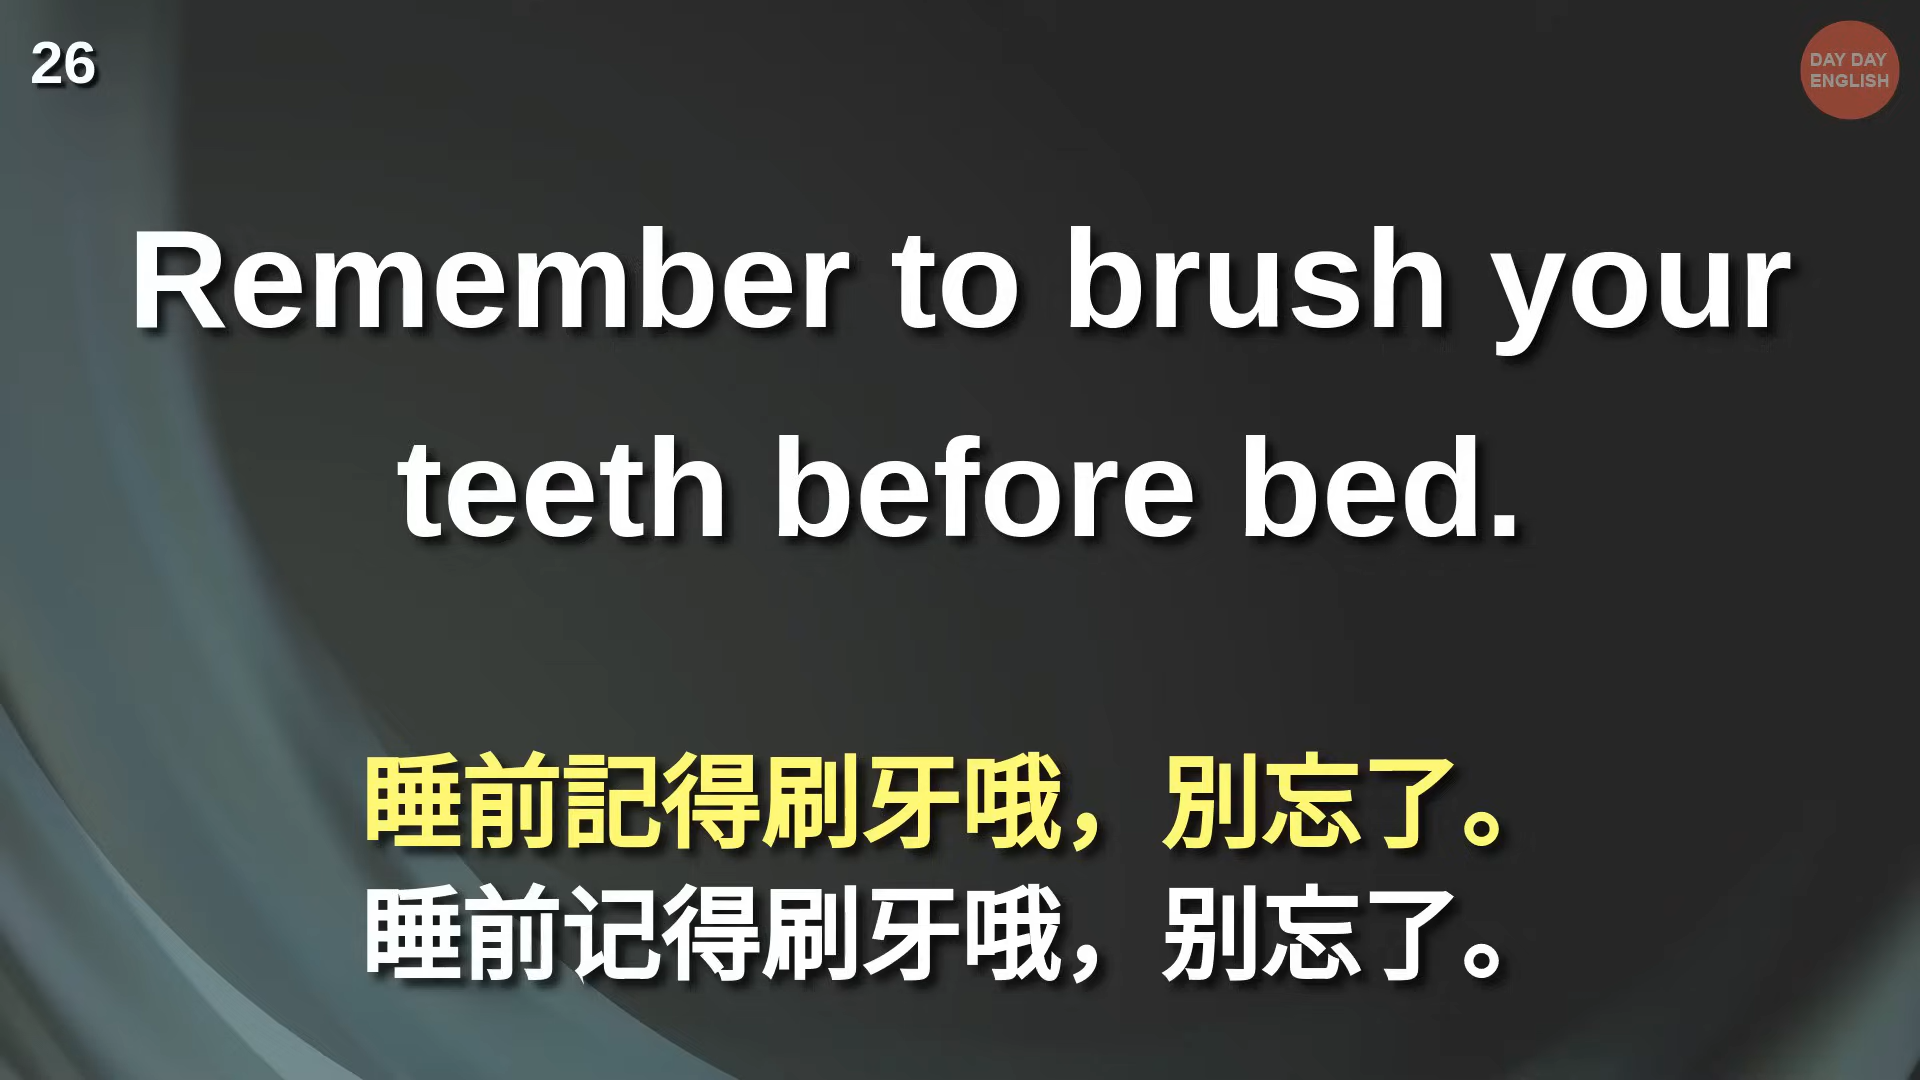 26
DAY DAY
ENGLISH
Remember to brush your
teeth before bed.
睡前記得刷牙哦，別忘了。
睡前记得刷牙哦，别忘了。